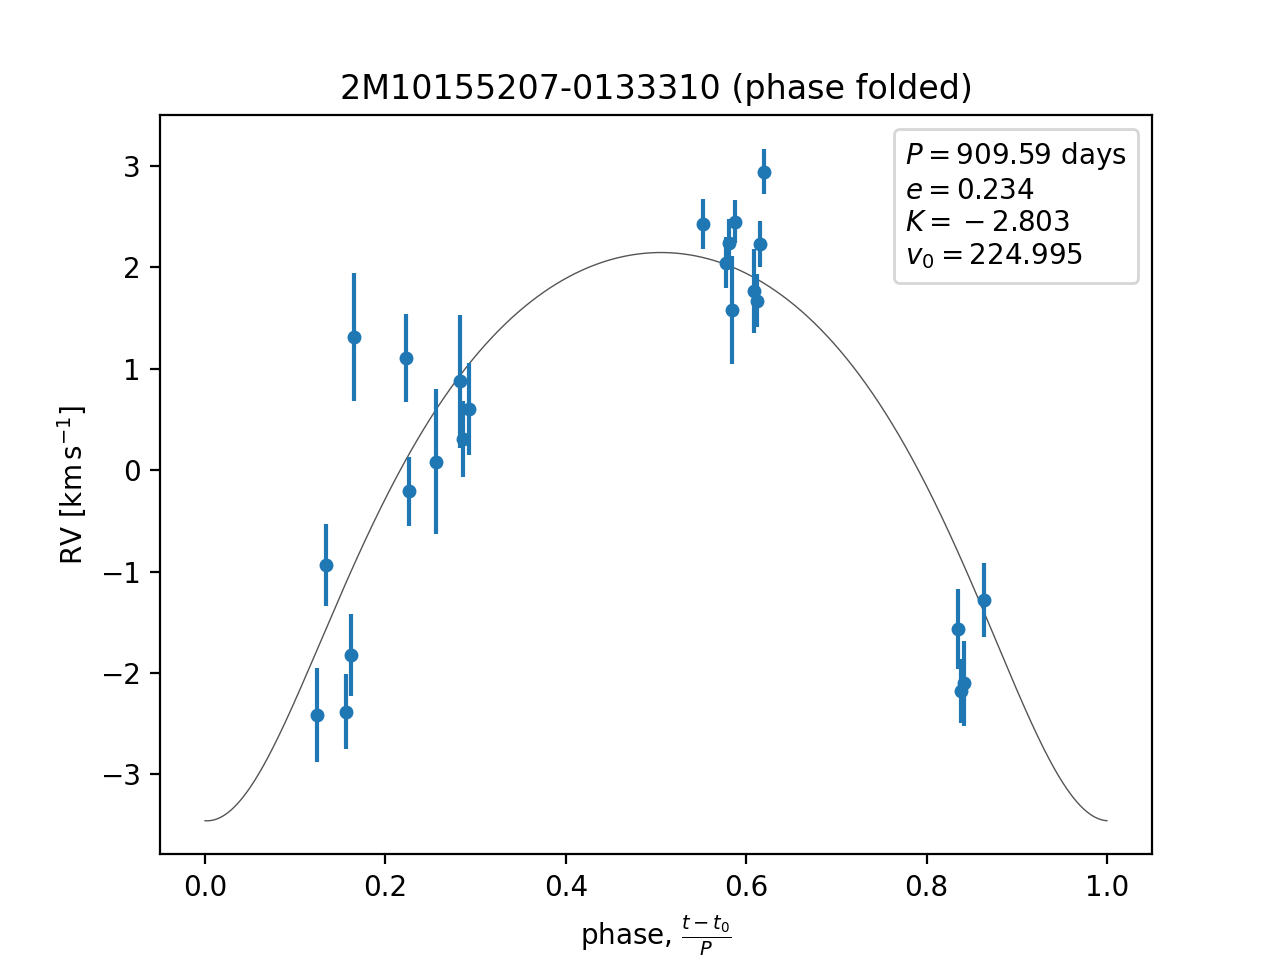 2M10155207-0133310 (phase folded)
P = 909.59 days
e = 0.234
K = −2.803
v₀ = 224.995
3
2
1
0
−1
−2
−3
RV [km s⁻¹]
0.0 0.2 0.4 0.6 0.8 1.0
phase, (t − t₀)/P